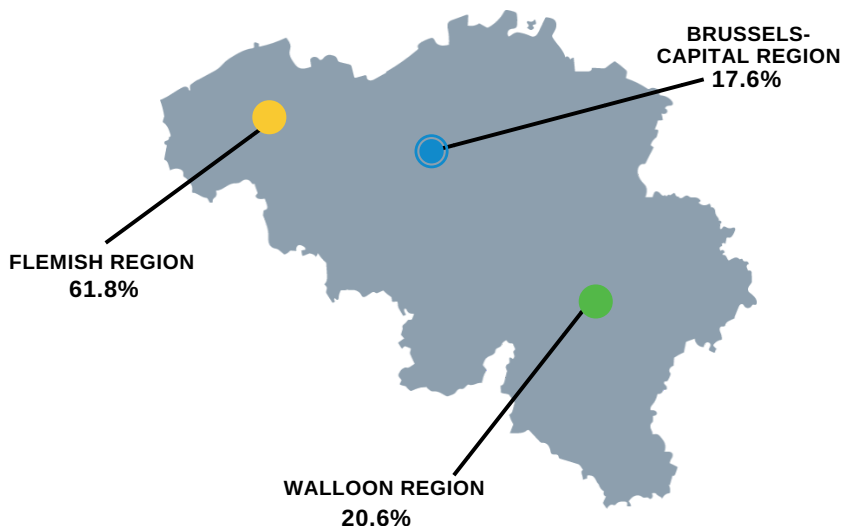 BRUSSELS-
CAPITAL REGION
17.6%
FLEMISH REGION
61.8%
WALLOON REGION
20.6%